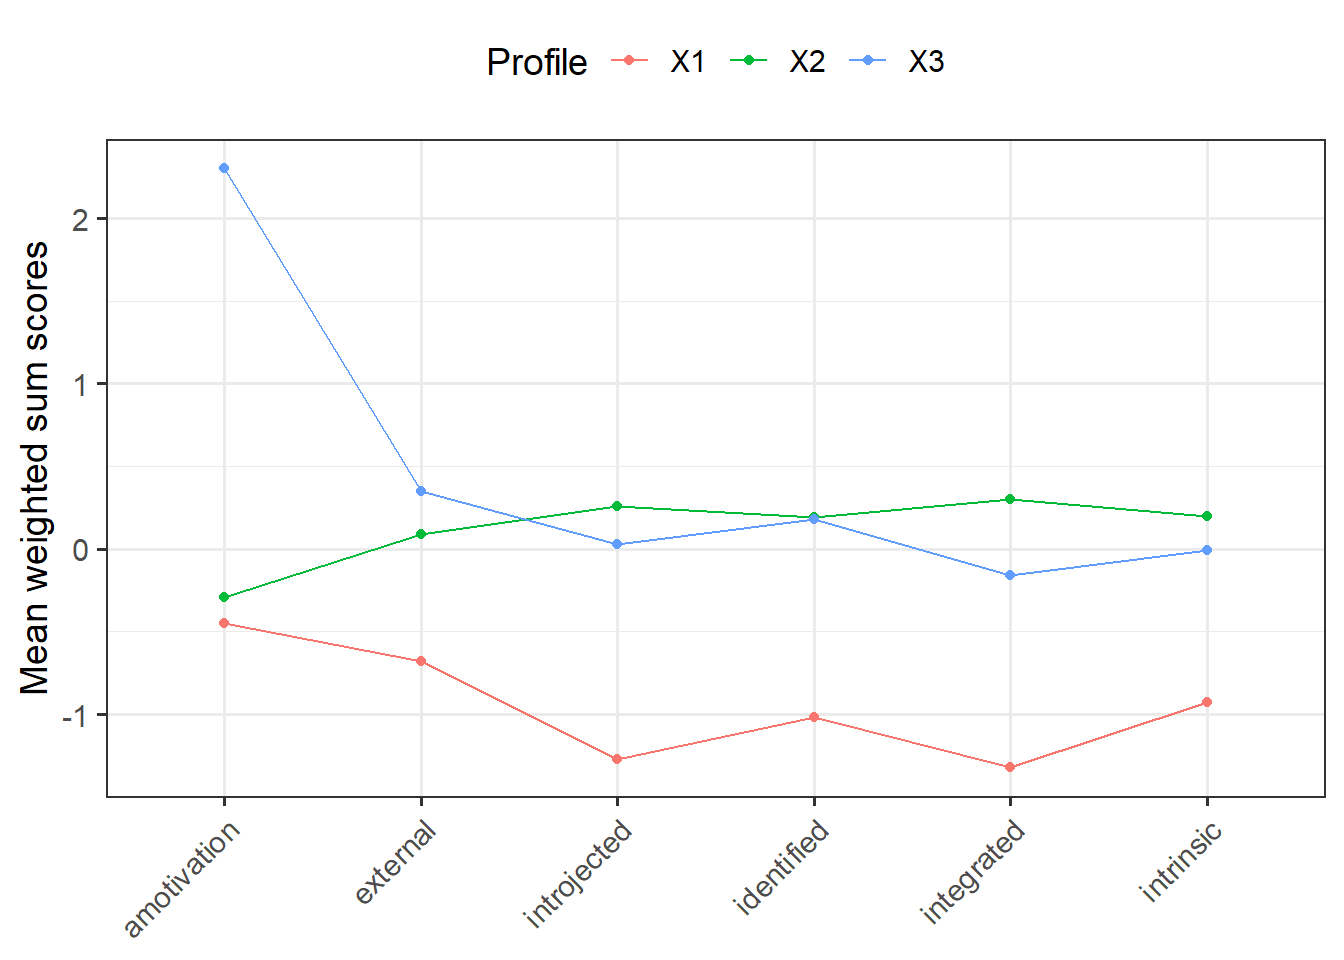 Profile X1 X2 X3
Mean weighted sum scores
2
1
0
-1
amotivation external introjected identified integrated intrinsic